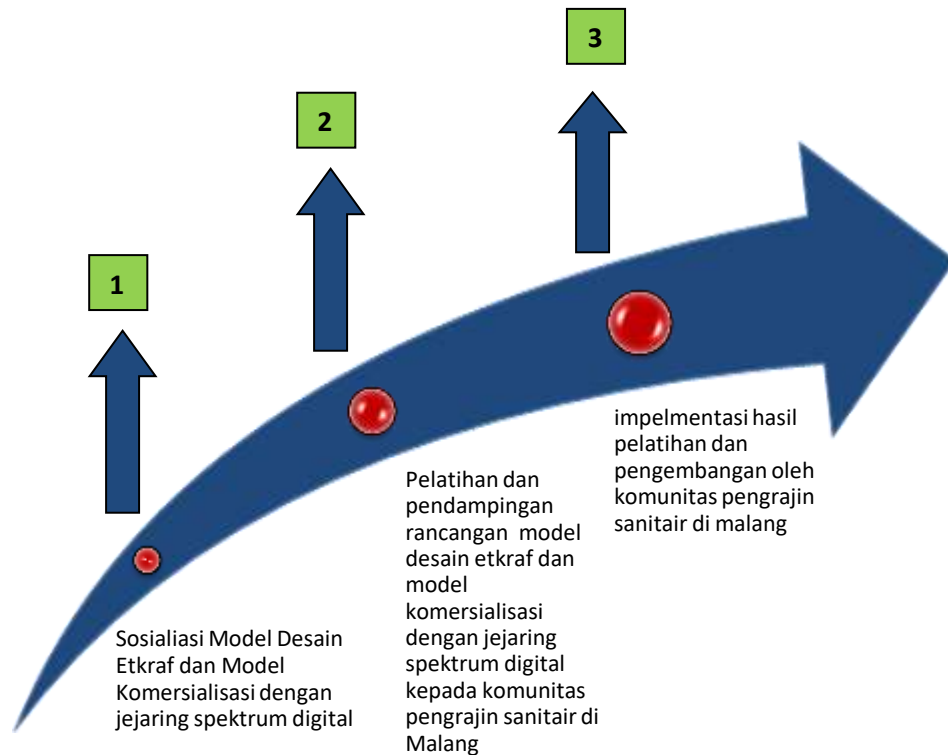 1
Sosialiasi Model Desain
Etkraf dan Model
Komersialisasi dengan
jejaring spektrum digital
2
Pelatihan dan
pendampingan
rancangan model
desain etkraf dan
model
komersialisasi
dengan jejaring
spektrum digital
kepada komunitas
pengrajin sanitair di
Malang
3
impelmentasi hasil
pelatihan dan
pengembangan oleh
komunitas pengrajin
sanitair di malang